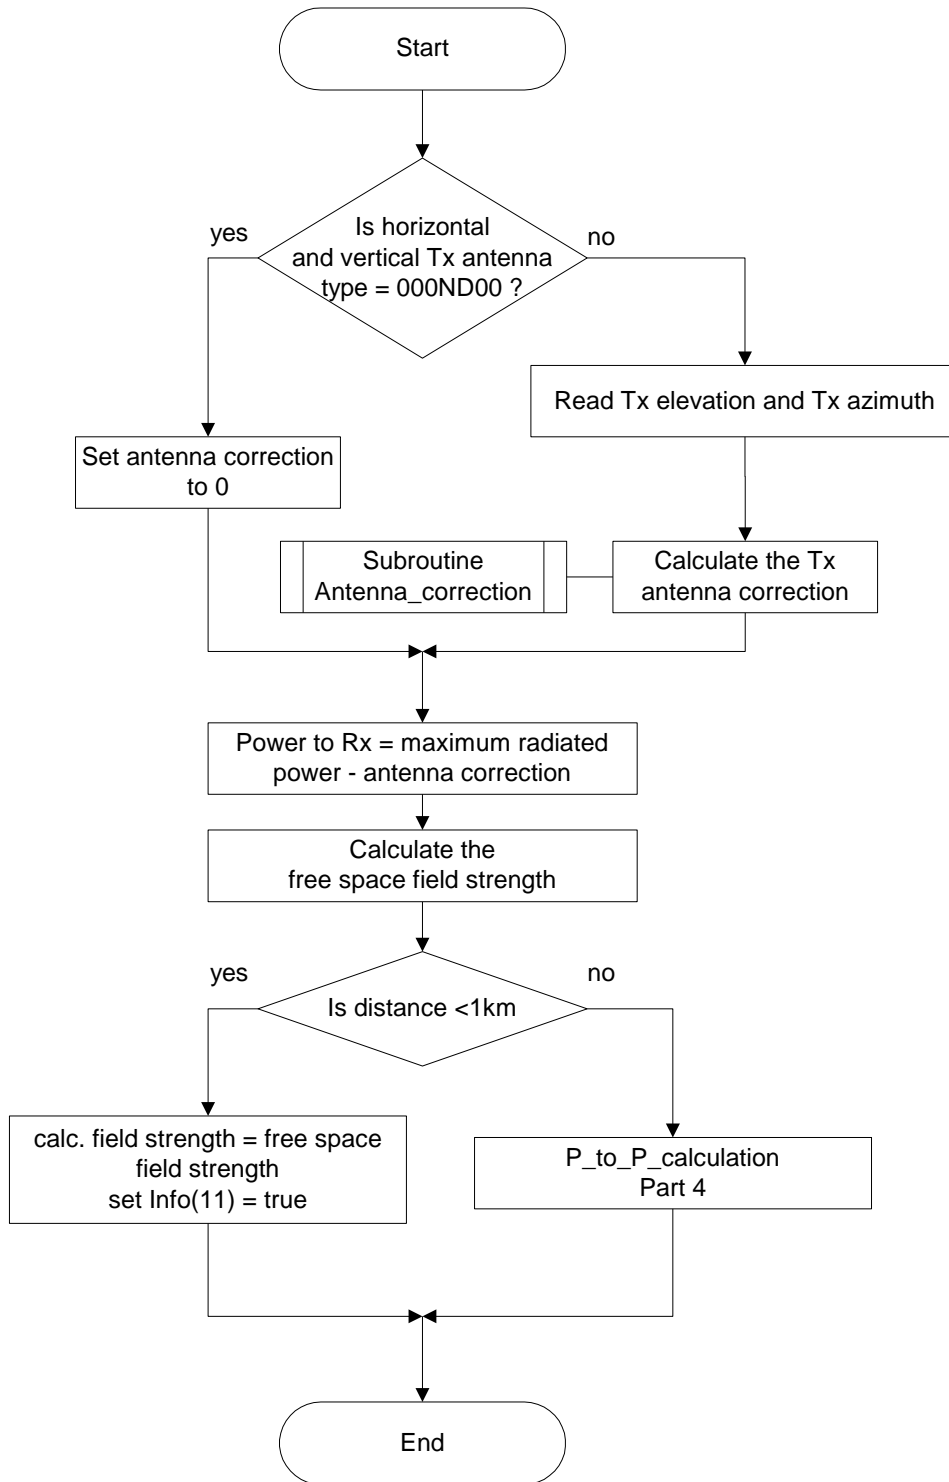 Start
Is horizontal
and vertical Tx antenna
type = 000ND00 ?
yes
no
Read Tx elevation and Tx azimuth
Set antenna correction
to 0
Subroutine
Antenna_correction
Calculate the Tx
antenna correction
Power to Rx = maximum radiated
power - antenna correction
Calculate the
free space field strength
yes
no
Is distance <1km
calc. field strength = free space
field strength
set Info(11) = true
P_to_P_calculation
Part 4
End